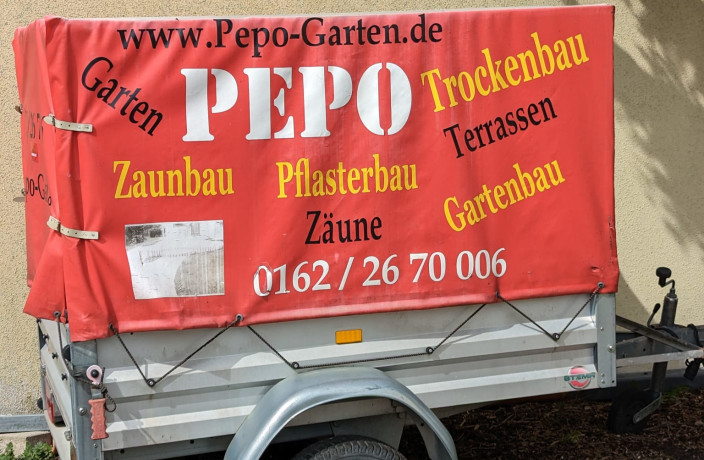 www.Pepo-Garten.de
Garten
PEPO
Trockenbau
Terrassen
Zaunbau
Pflasterbau
Gartenbau
Zäune
0162 / 26 70 006
STEMA